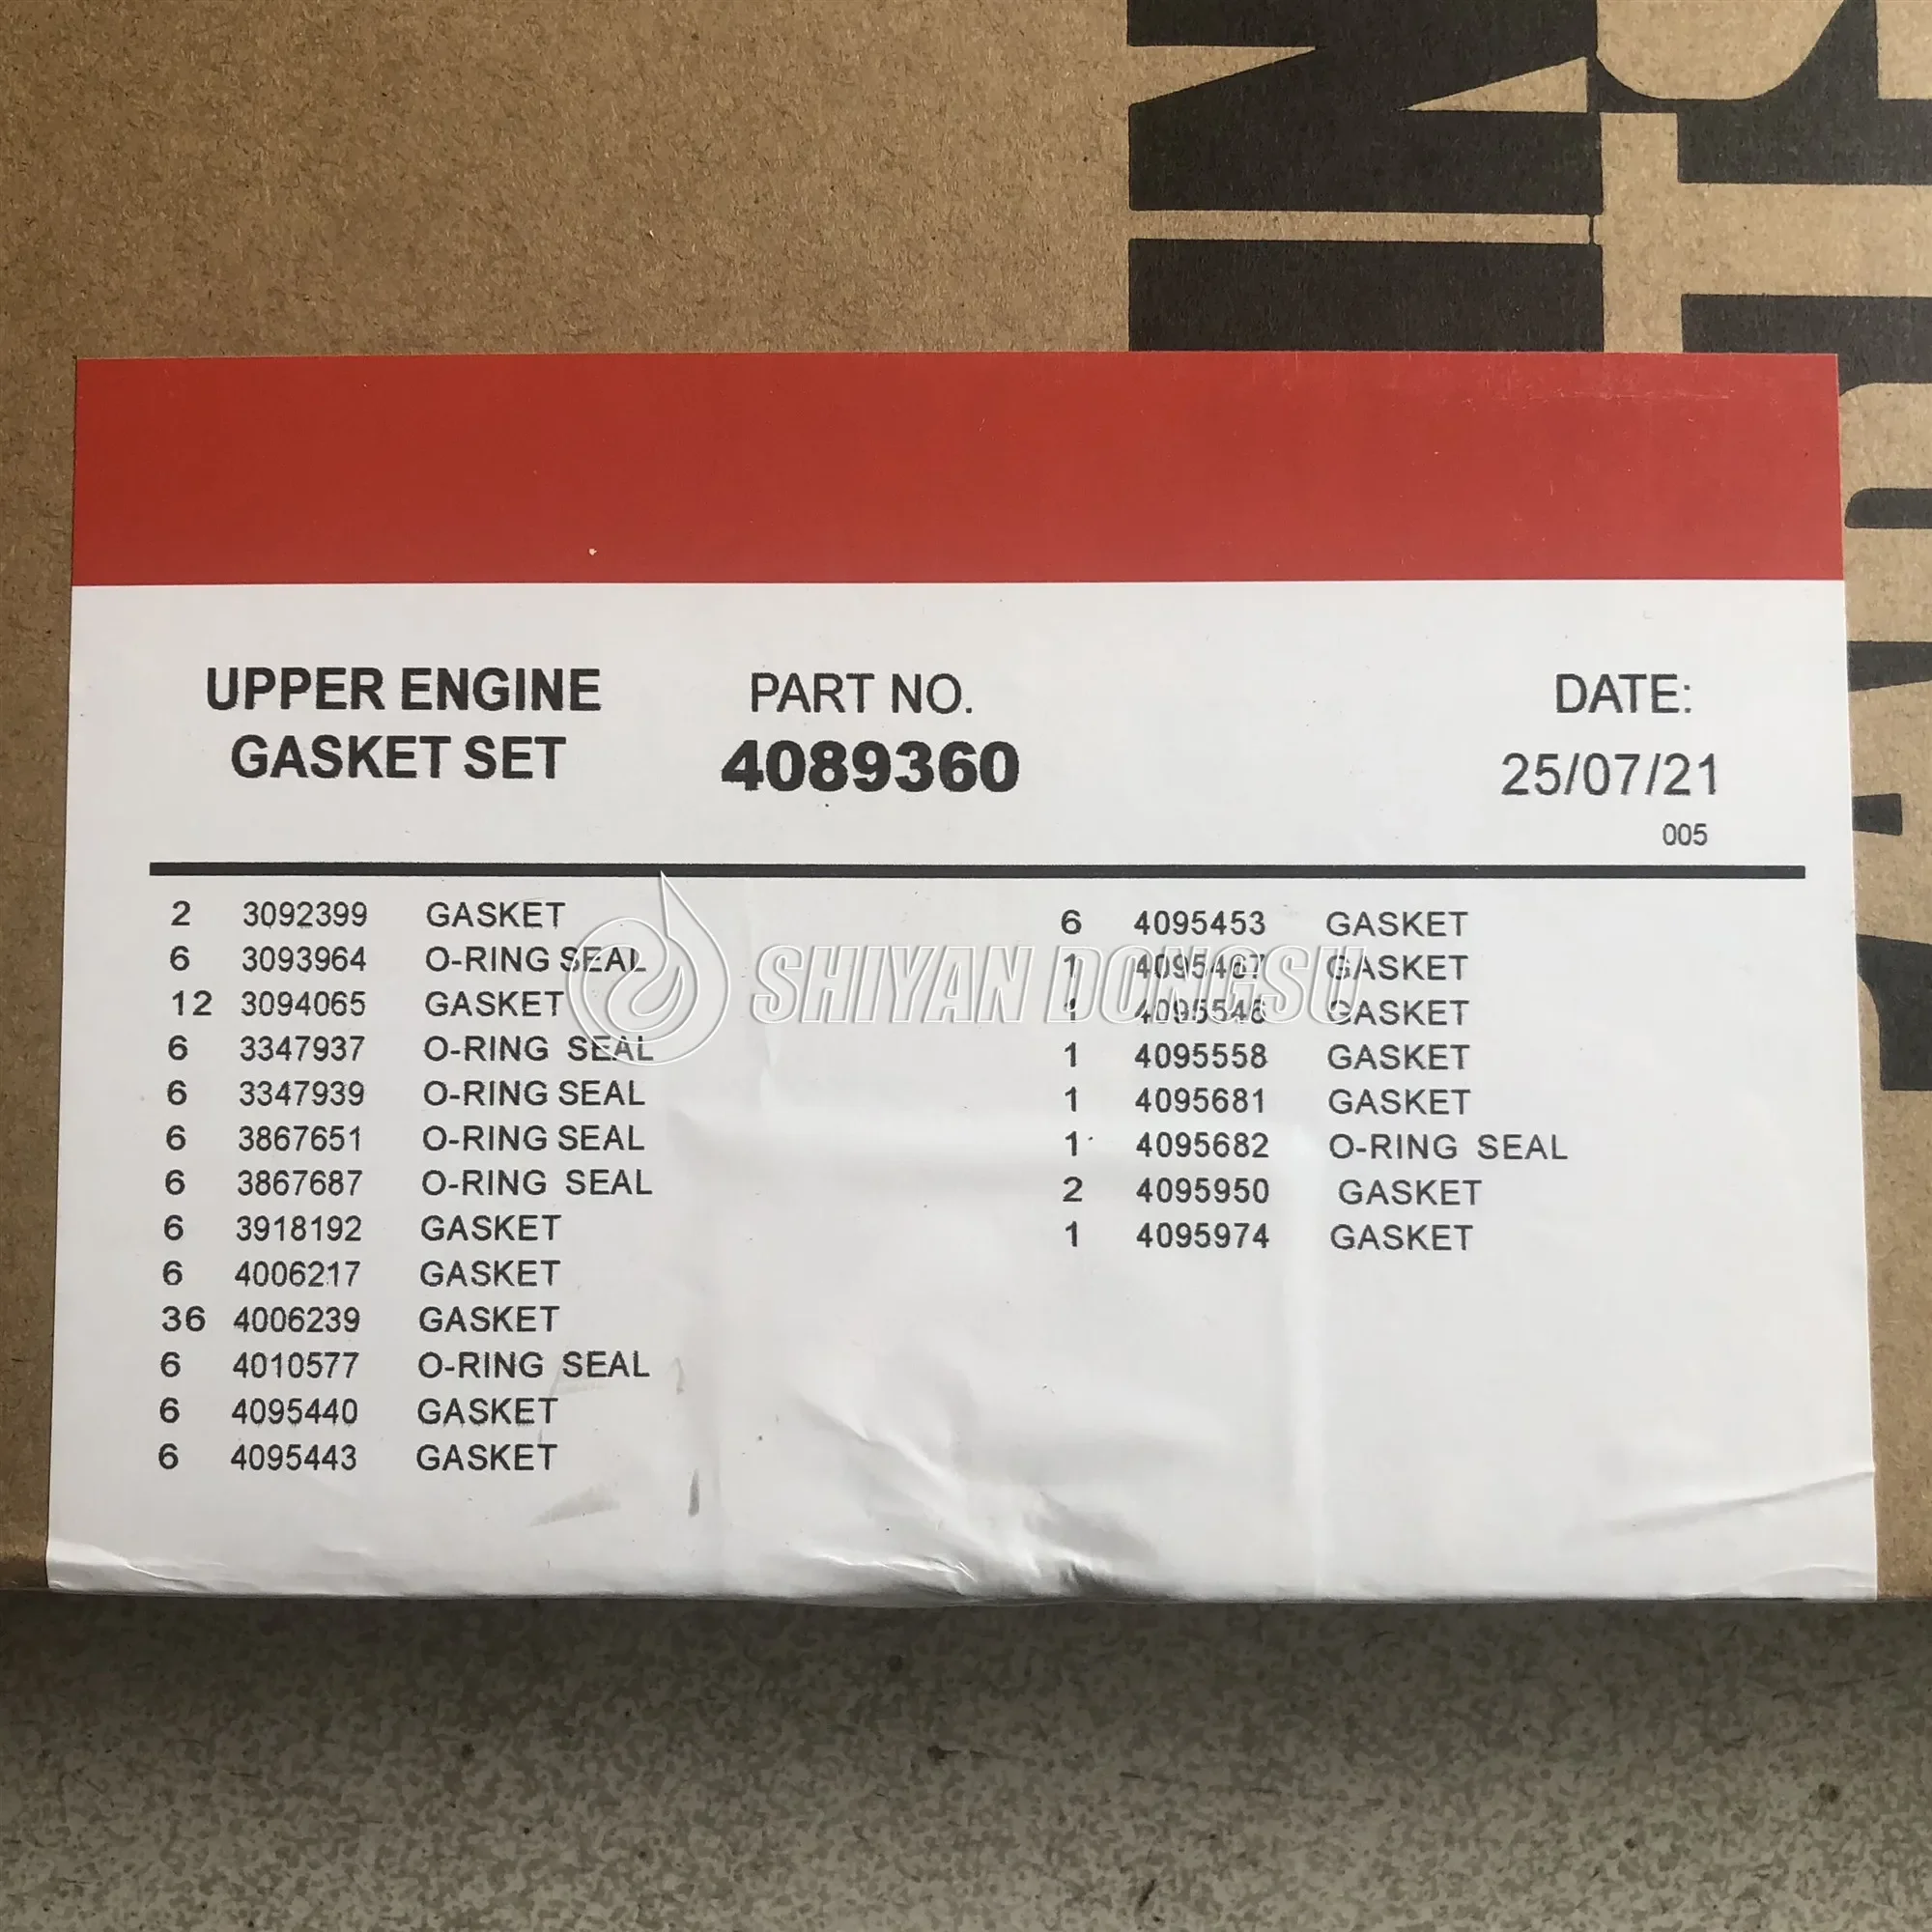 UPPER ENGINE
GASKET SET
PART NO.
4089360
DATE:
25/07/21
005
2 3092399 GASKET
6 3093964 O-RING SEAL
12 3094065 GASKET
6 3347937 O-RING SEAL
6 3347939 O-RING SEAL
6 3867651 O-RING SEAL
6 3867687 O-RING SEAL
6 3918192 GASKET
6 4006217 GASKET
36 4006239 GASKET
6 4010577 O-RING SEAL
6 4095440 GASKET
6 4095443 GASKET
6 4095453 GASKET
1 4095467 GASKET
1 4095546 GASKET
1 4095558 GASKET
1 4095681 GASKET
1 4095682 O-RING SEAL
2 4095950 GASKET
1 4095974 GASKET
SHIYAN DONGSU